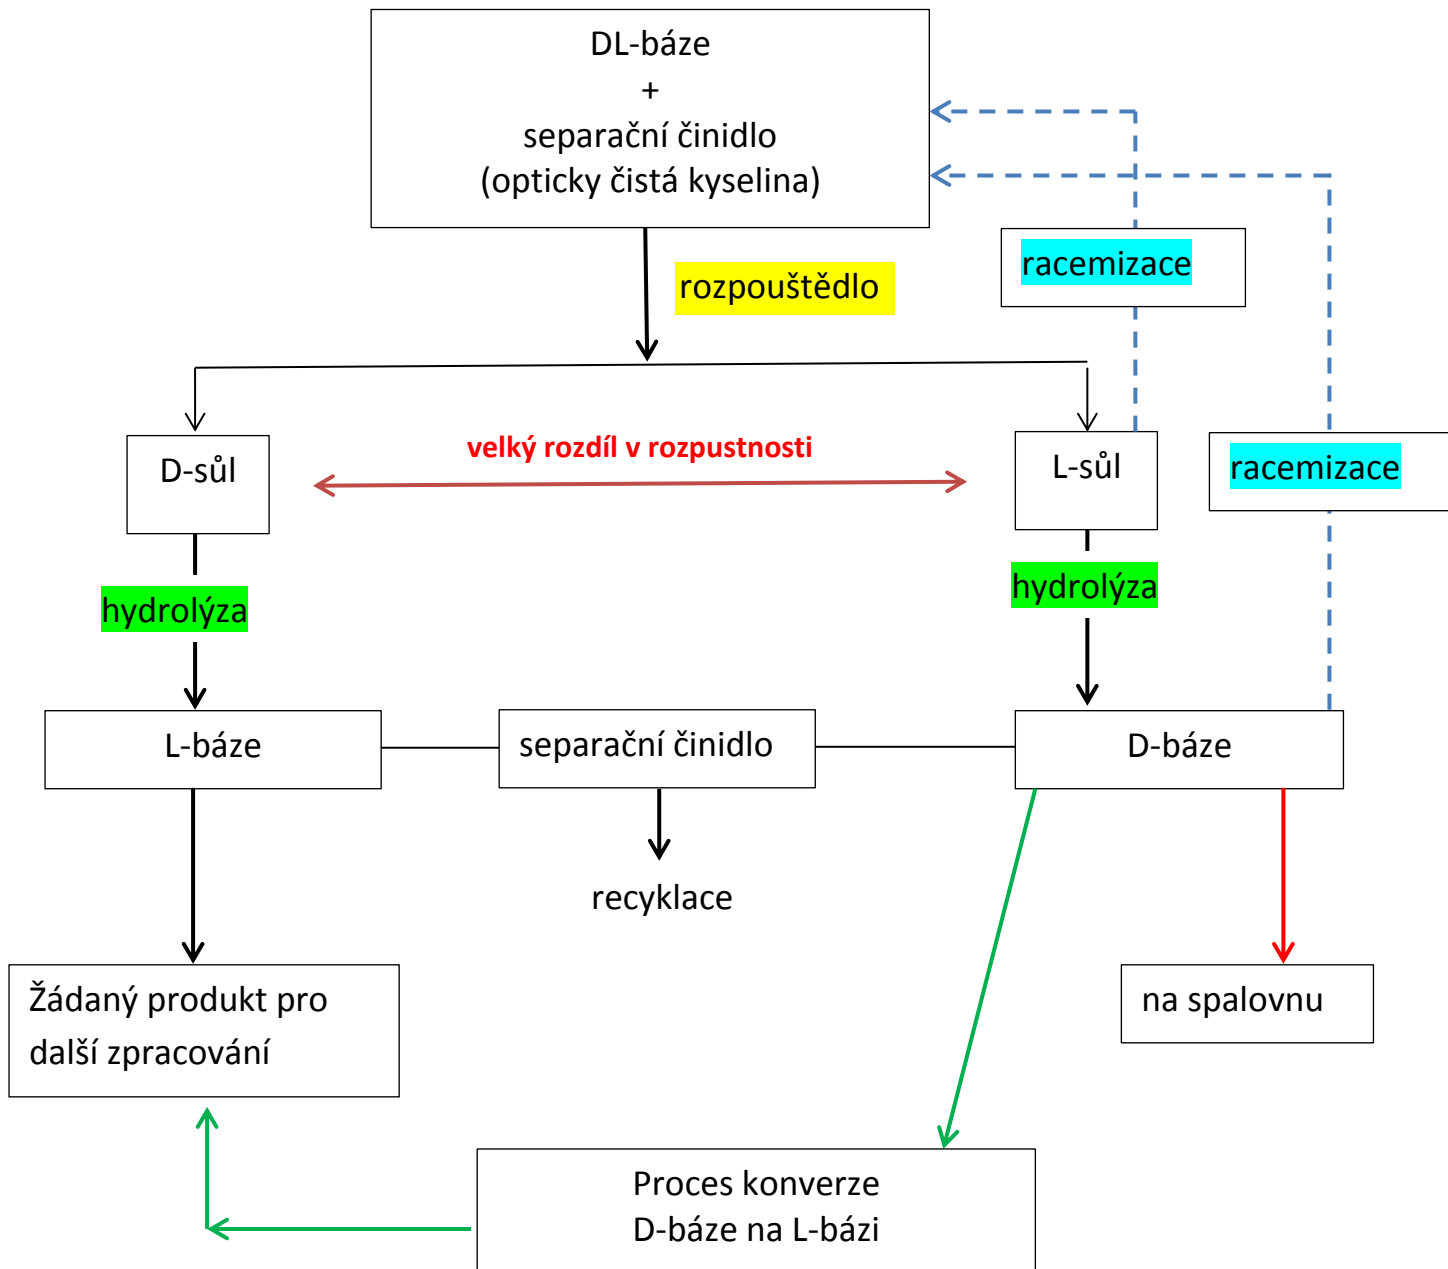 DL-báze
+
separační činidlo
(opticky čistá kyselina)
racemizace
rozpouštědlo
velký rozdíl v rozpustnosti
D-sůl
L-sůl
racemizace
hydrolýza
hydrolýza
L-báze
separační činidlo
D-báze
recyklace
Žádaný produkt pro
další zpracování
na spalovnu
Proces konverze
D-báze na L-bázi